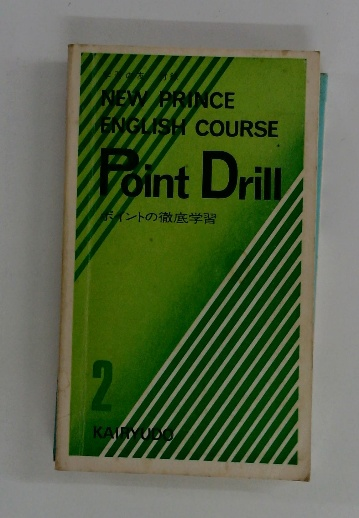 NEW PRINCE
ENGLISH COURSE
Point Drill
ポイントの徹底学習
2
KAIRYUDO